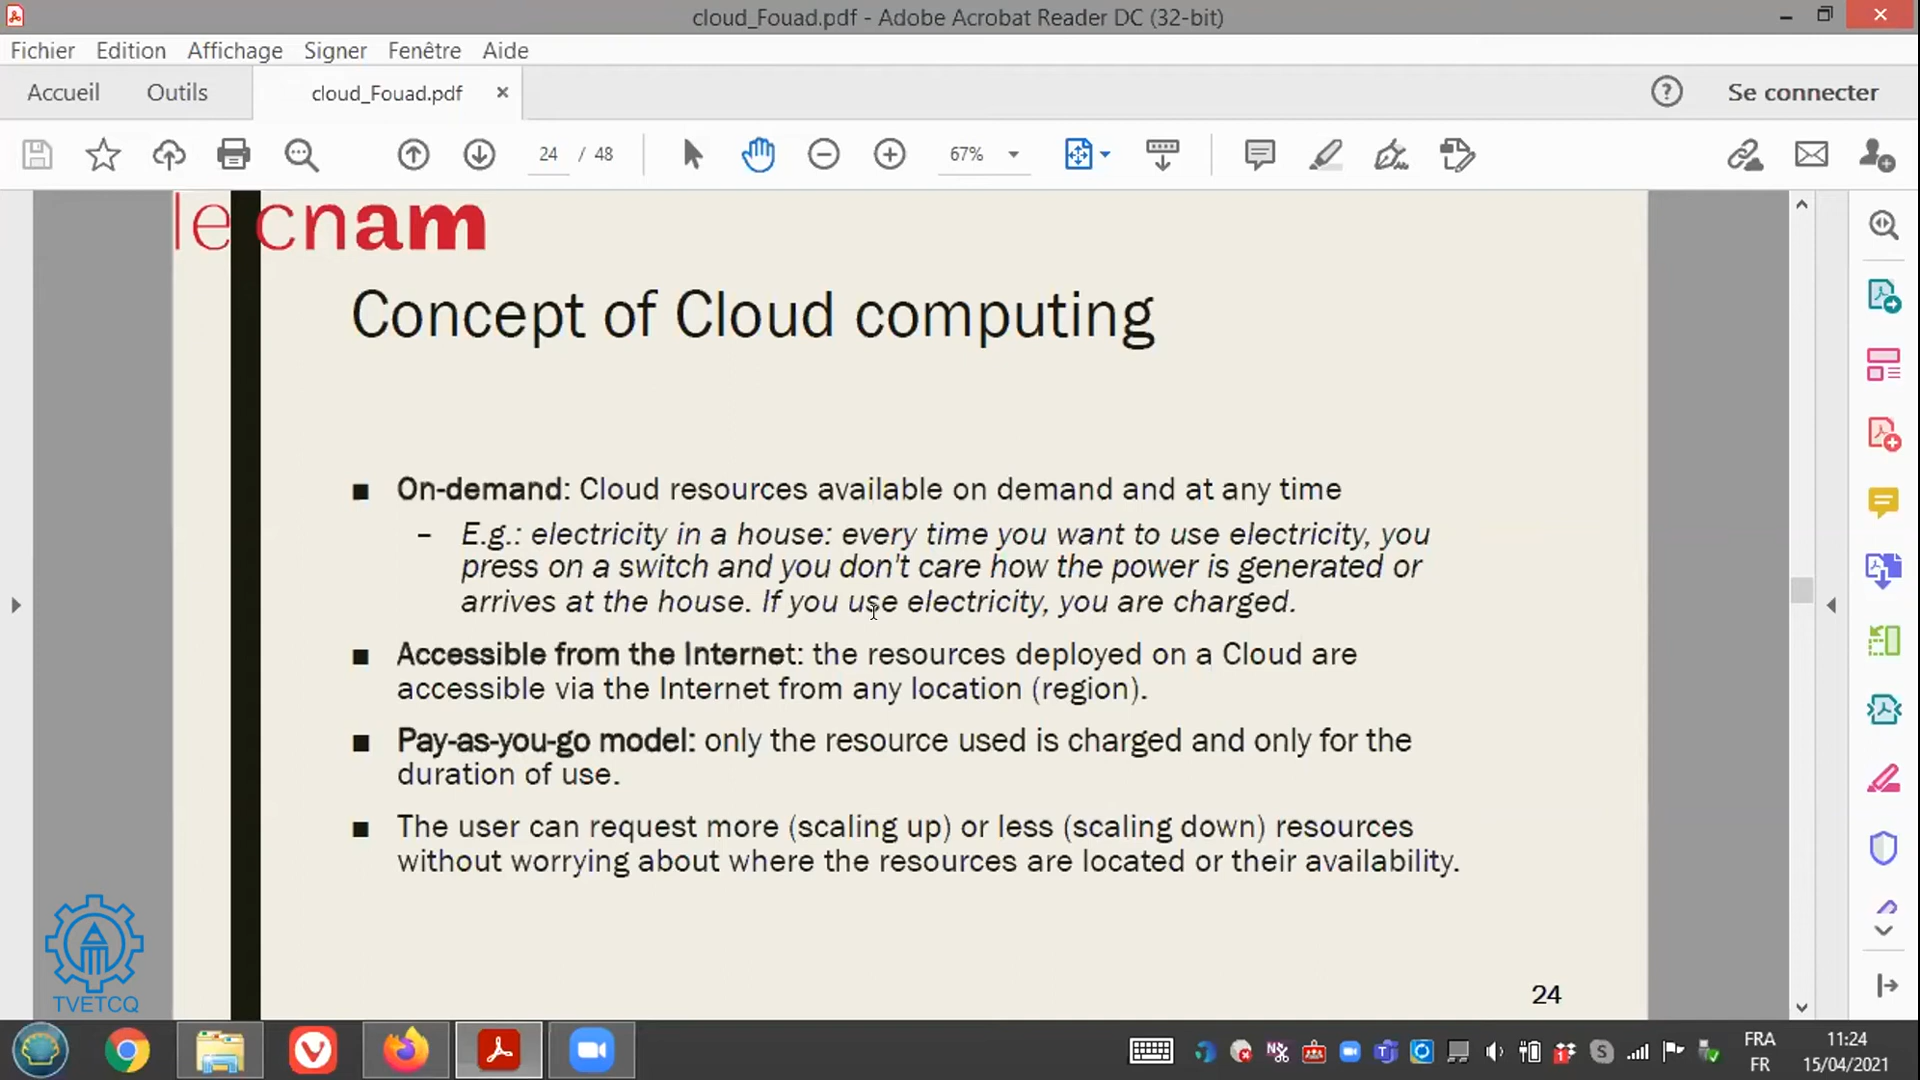 cloud_Fouad.pdf - Adobe Acrobat Reader DC (32-bit)
Fichier Edition Affichage Signer Fenêtre Aide
Accueil Outils cloud_Fouad.pdf Se connecter
24 / 48 67%
le cnam
Concept of Cloud computing
■ On-demand: Cloud resources available on demand and at any time
– E.g.: electricity in a house: every time you want to use electricity, you
press on a switch and you don't care how the power is generated or
arrives at the house. If you use electricity, you are charged.
■ Accessible from the Internet: the resources deployed on a Cloud are
accessible via the Internet from any location (region).
■ Pay-as-you-go model: only the resource used is charged and only for the
duration of use.
■ The user can request more (scaling up) or less (scaling down) resources
without worrying about where the resources are located or their availability.
TVETCQ
24
FRA 11:24
FR 15/04/2021